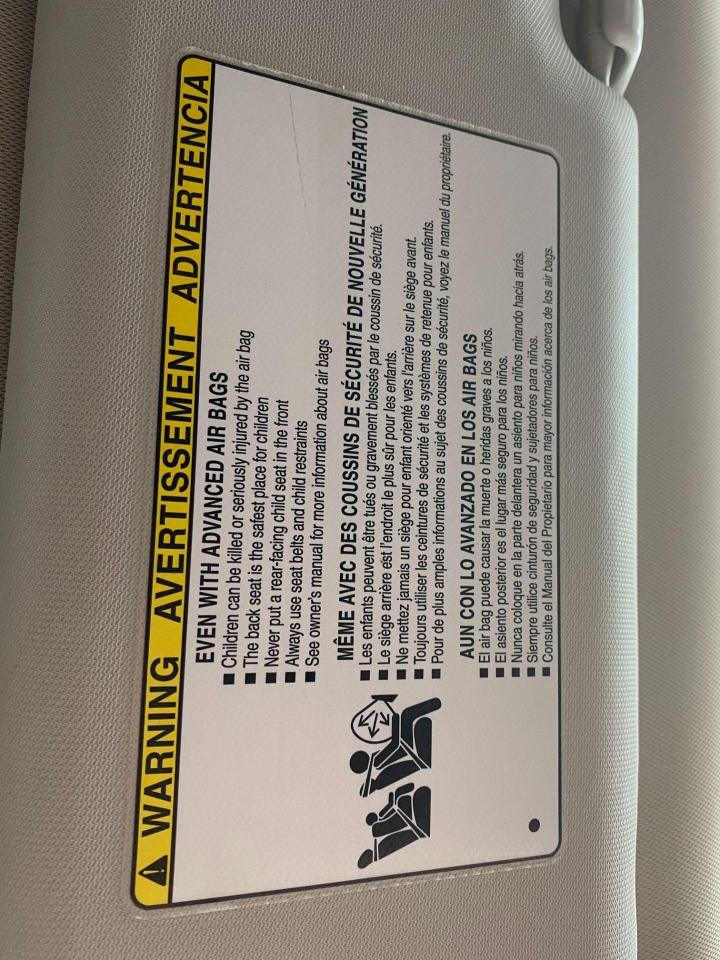 WARNING AVERTISSEMENT ADVERTENCIA
EVEN WITH ADVANCED AIR BAGS
■ Children can be killed or seriously injured by the air bag
■ The back seat is the safest place for children
■ Never put a rear-facing child seat in the front
■ Always use seat belts and child restraints
■ See owner's manual for more information about air bags
MÊME AVEC DES COUSSINS DE SÉCURITÉ DE NOUVELLE GÉNÉRATION
■ Les enfants peuvent être tués ou gravement blessés par le coussin de sécurité.
■ Le siège arrière est l'endroit le plus sûr pour les enfants.
■ Ne mettez jamais un siège pour enfant orienté vers l'arrière sur le siège avant.
■ Toujours utiliser les ceintures de sécurité et les systèmes de retenue pour enfants.
■ Pour de plus amples informations au sujet des coussins de sécurité, voyez le manuel du propriétaire.
AUN CON LO AVANZADO EN LOS AIR BAGS
■ El air bag puede causar la muerte o heridas graves a los niños.
■ El asiento posterior es el lugar más seguro para los niños.
■ Nunca coloque en la parte delantera un asiento para niños mirando hacia atrás.
■ Siempre utilice cinturón de seguridad y sujetadores para niños.
■ Consulte el Manual del Propietario para mayor información acerca de los air bags.